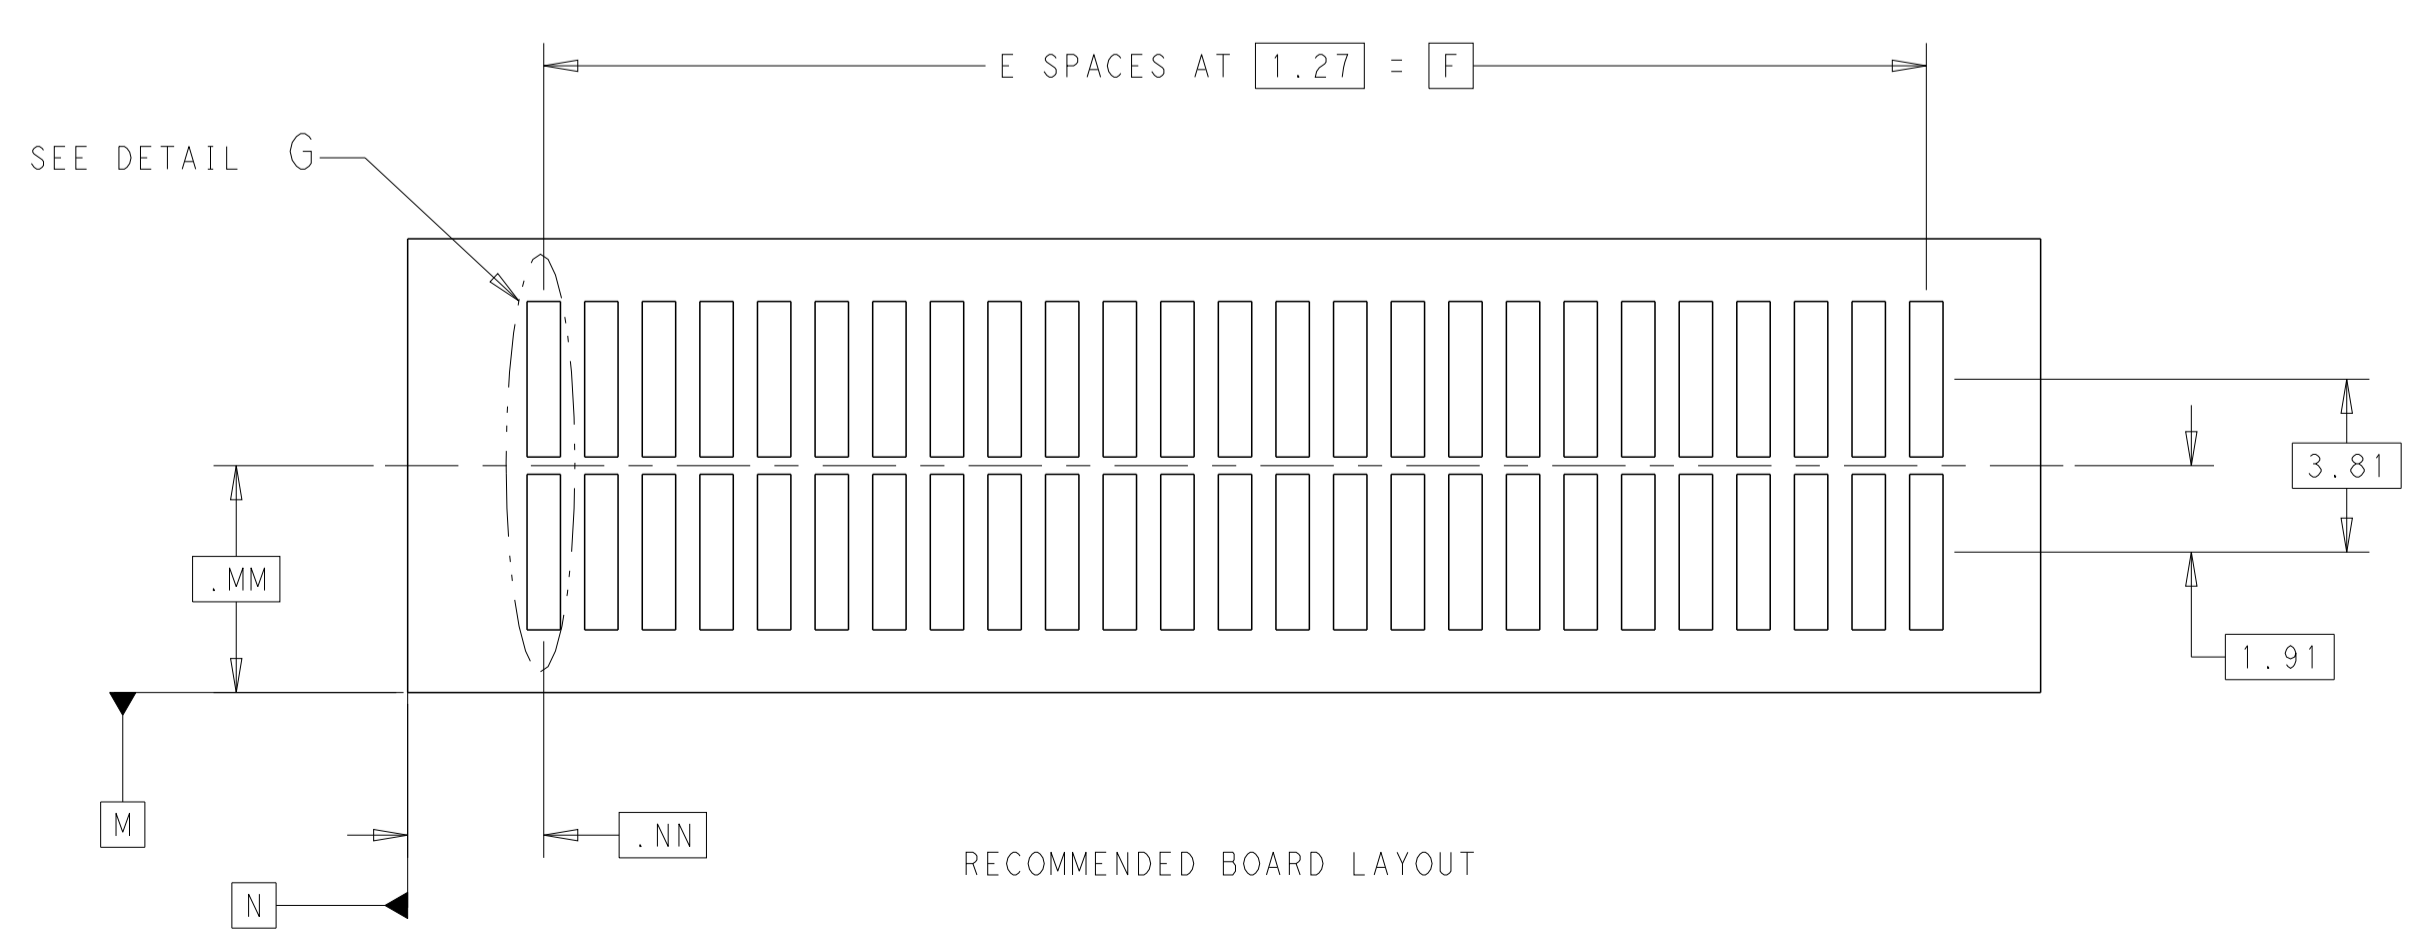 E SPACES AT 1.27 = F
SEE DETAIL G
3.81
.MM
1.91
M
.NN
RECOMMENDED BOARD LAYOUT
N